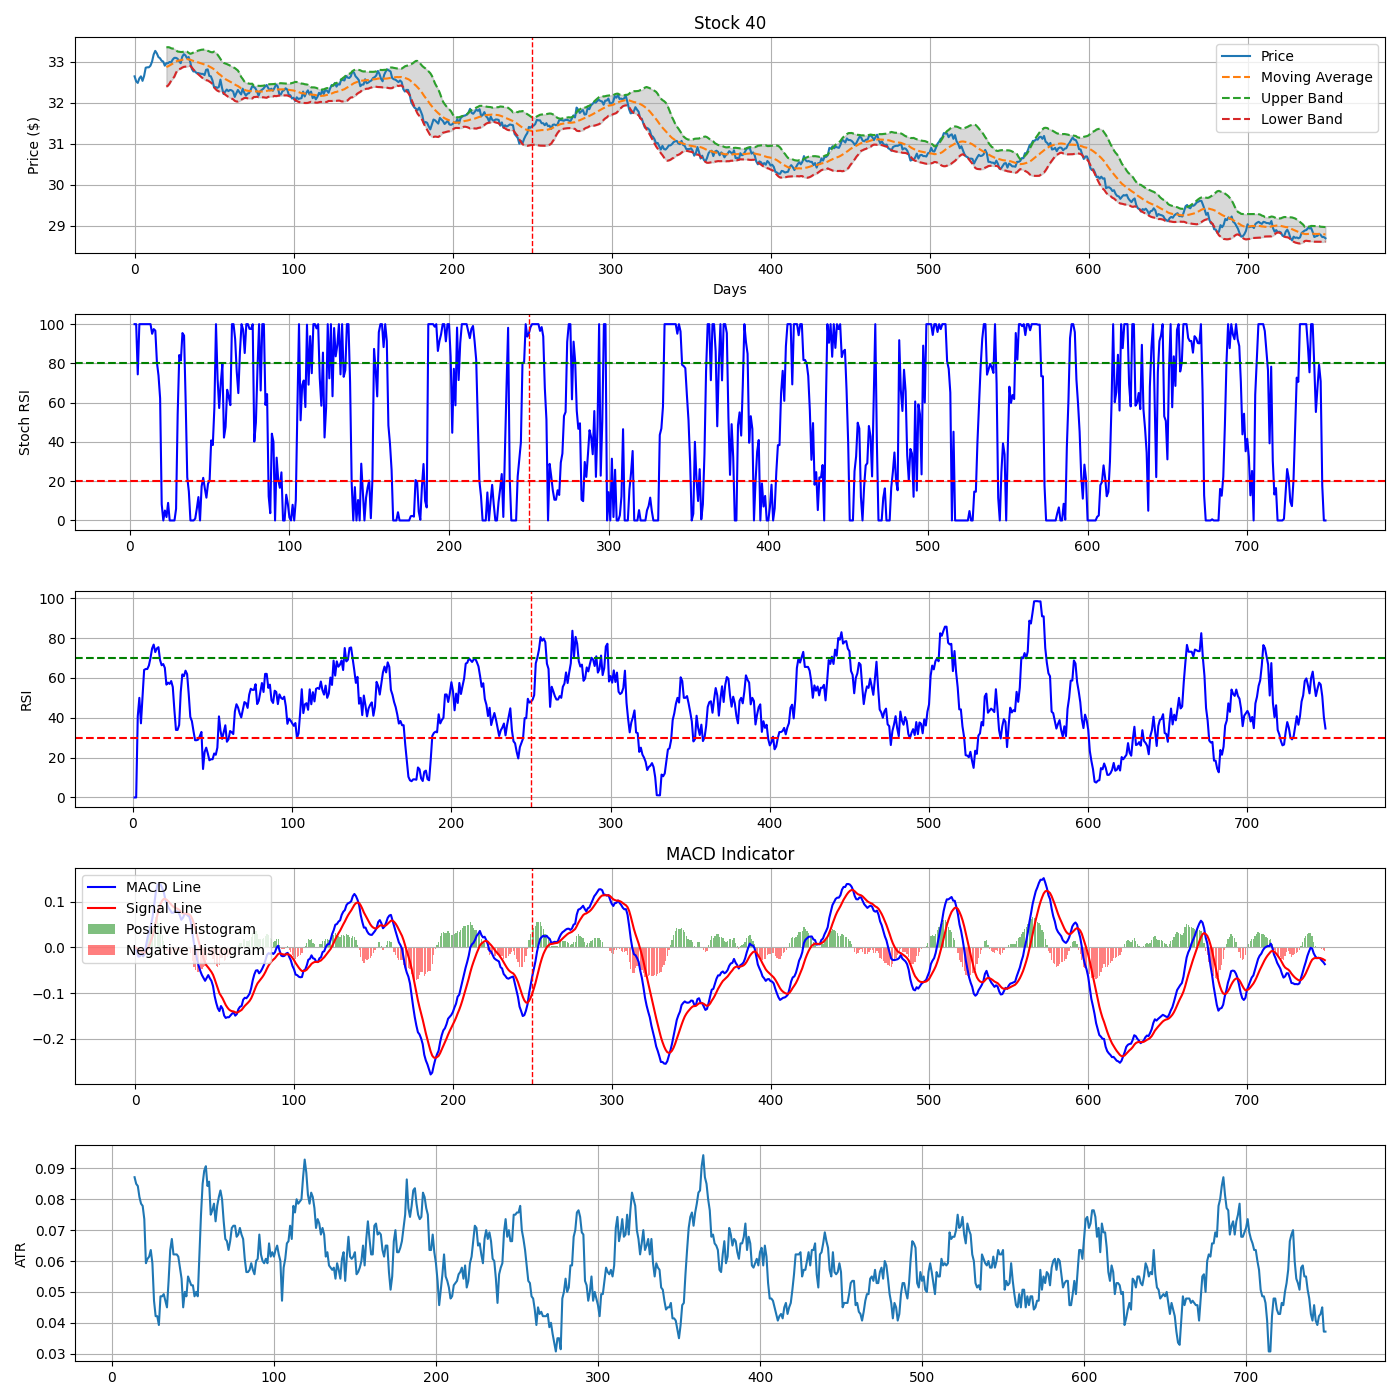 Stock 40
Price ($)
33
32
31
30
29
Price
Moving Average
Upper Band
Lower Band
0 100 200 300 400 500 600 700
Days
Stoch RSI
100
80
60
40
20
0
0 100 200 300 400 500 600 700
RSI
100
80
60
40
20
0
0 100 200 300 400 500 600 700
MACD Indicator
0.1
0.0
−0.1
−0.2
MACD Line
Signal Line
Positive Histogram
Negative Histogram
0 100 200 300 400 500 600 700
ATR
0.09
0.08
0.07
0.06
0.05
0.04
0.03
0 100 200 300 400 500 600 700